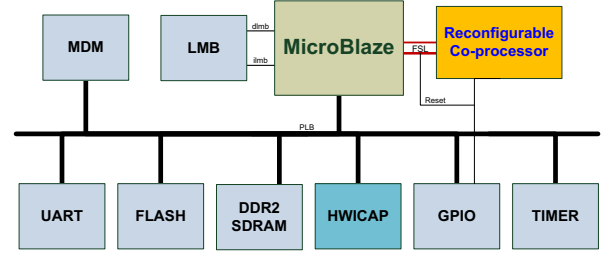 MDM
LMB
dlmb
ilmb
MicroBlaze
FSL
Reconfigurable
Co-processor
Reset
PLB
UART
FLASH
DDR2
SDRAM
HWICAP
GPIO
TIMER